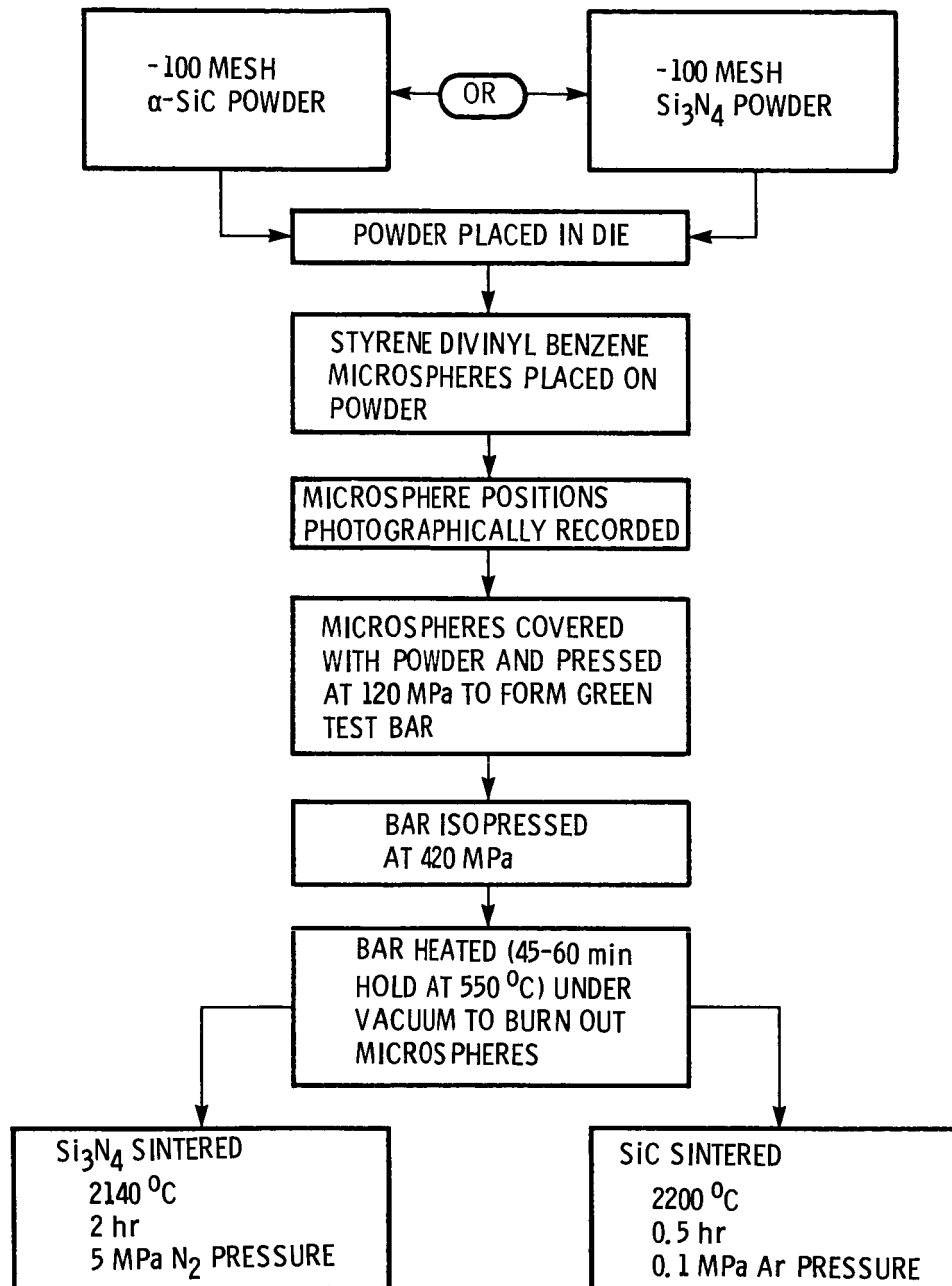 -100 MESH
α-SiC POWDER
OR
-100 MESH
Si3N4 POWDER
POWDER PLACED IN DIE
STYRENE DIVINYL BENZENE
MICROSPHERES PLACED ON
POWDER
MICROSPHERE POSITIONS
PHOTOGRAPHICALLY RECORDED
MICROSPHERES COVERED
WITH POWDER AND PRESSED
AT 120 MPa TO FORM GREEN
TEST BAR
BAR ISOPRESSED
AT 420 MPa
BAR HEATED (45-60 min
HOLD AT 550 °C) UNDER
VACUUM TO BURN OUT
MICROSPHERES
Si3N4 SINTERED
2140 °C
2 hr
5 MPa N2 PRESSURE
SiC SINTERED
2200 °C
0.5 hr
0.1 MPa Ar PRESSURE